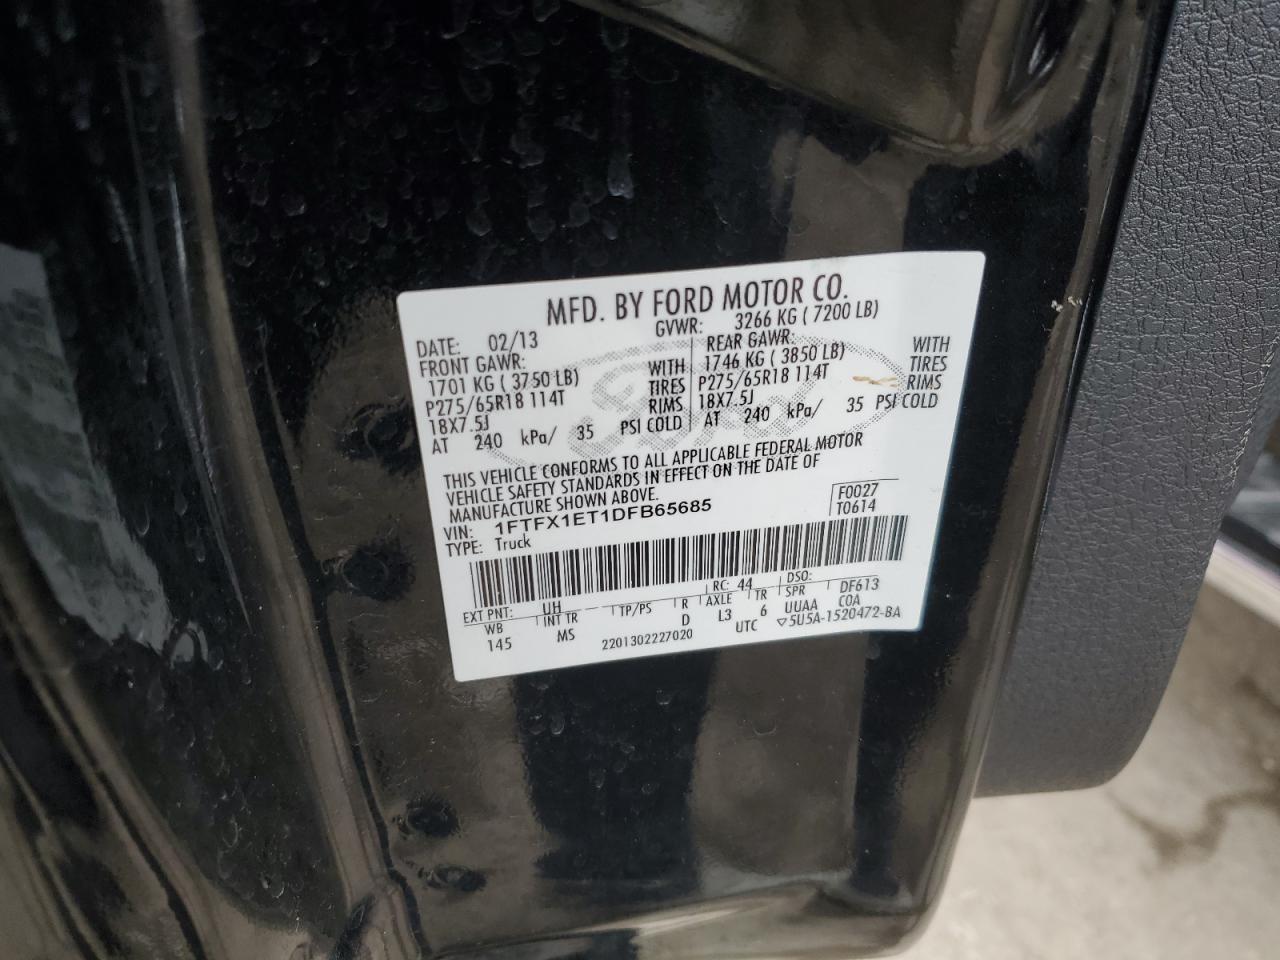 MFD. BY FORD MOTOR CO.
DATE: 02/13 GVWR: 3266 KG ( 7200 LB)
FRONT GAWR: REAR GAWR:
1701 KG ( 3750 LB) WITH 1746 KG ( 3850 LB) WITH
P275/65R18 114T TIRES P275/65R18 114T TIRES
18X7.5J RIMS 18X7.5J RIMS
AT 240 kPa/ 35 PSI COLD AT 240 kPa/ 35 PSI COLD
Ford
THIS VEHICLE CONFORMS TO ALL APPLICABLE FEDERAL MOTOR
VEHICLE SAFETY STANDARDS IN EFFECT ON THE DATE OF
MANUFACTURE SHOWN ABOVE.
VIN: 1FTFX1ET1DFB65685 F0027
TYPE: Truck T0614
EXT PNT: UH RC: 44 DSO:
WB INT TR TP/PS R AXLE TR SPR DF613
145 MS D L3 6 UUAA COA
2201302227020 UTC ▽5U5A-1520472-BA